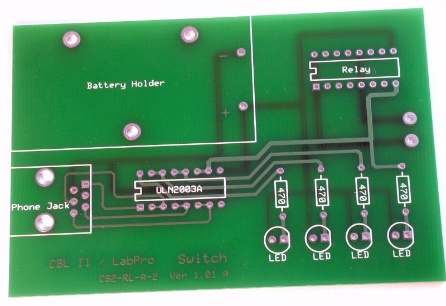 Battery Holder
Relay
ULN2003A
Phone Jack
470 470 470 470
LED LED LED LED
CBL II / LabPro Switch
CS2-RL-A-2 Ver 1.01 A